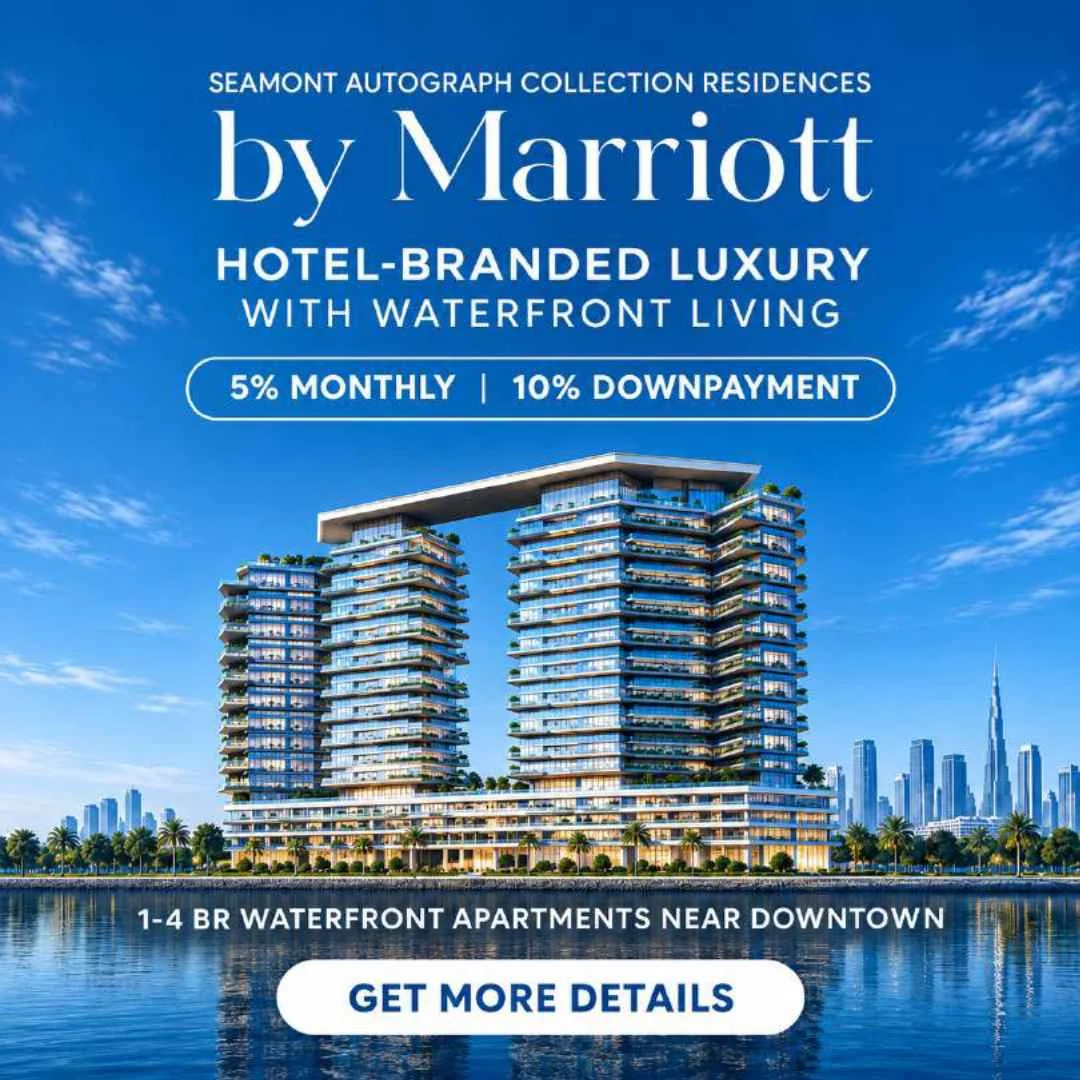 SEAMONT AUTOGRAPH COLLECTION RESIDENCES
by Marriott
HOTEL-BRANDED LUXURY
WITH WATERFRONT LIVING
5% MONTHLY | 10% DOWNPAYMENT
1-4 BR WATERFRONT APARTMENTS NEAR DOWNTOWN
GET MORE DETAILS